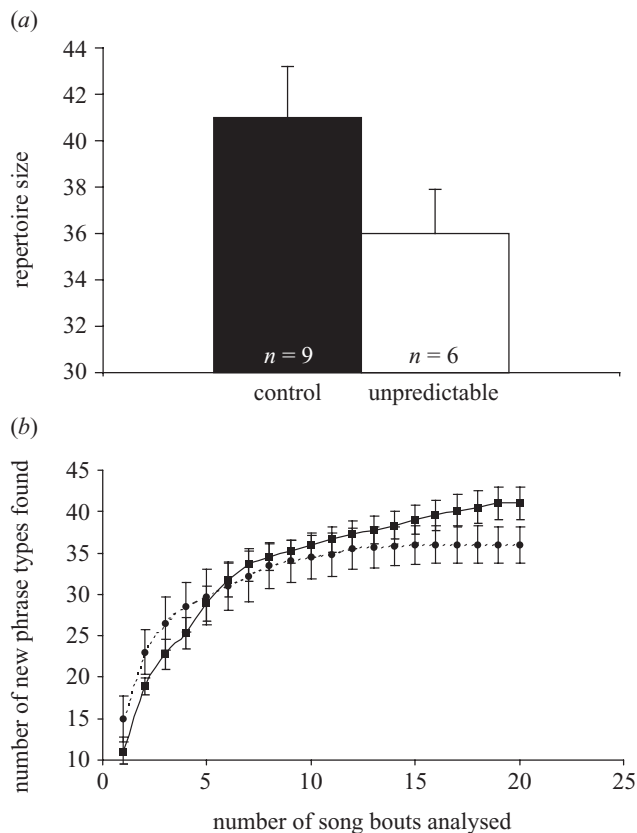 (a)
44
42
40
38
36
34
32
30
repertoire size
n = 9
n = 6
control unpredictable
(b)
45
40
35
30
25
20
15
10
number of new phrase types found
0 5 10 15 20 25
number of song bouts analysed